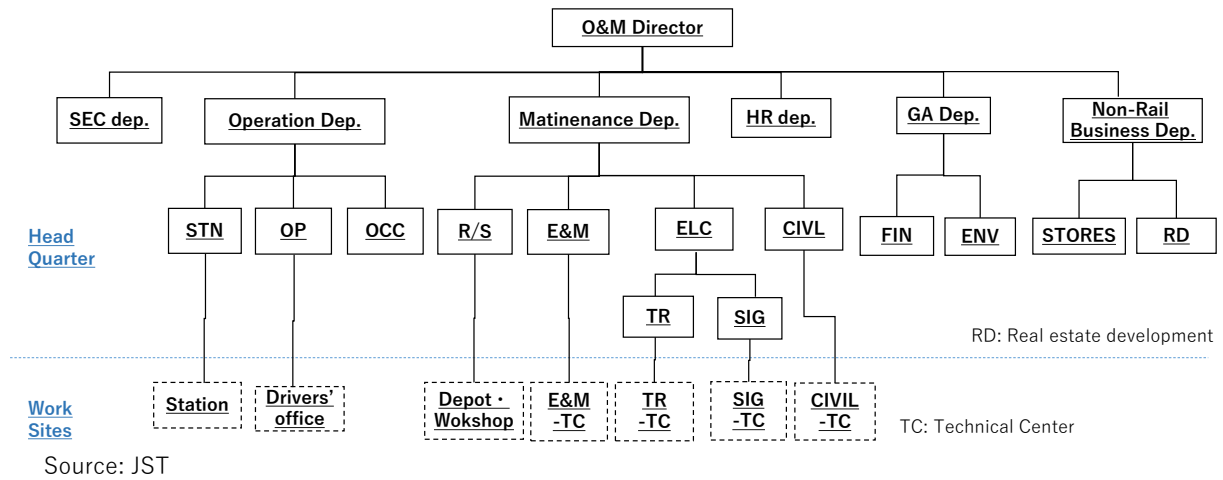 O&M Director
SEC dep.
Operation Dep.
Matinenance Dep.
HR dep.
GA Dep.
Non-Rail
Business Dep.
Head
Quarter
STN
OP
OCC
R/S
E&M
ELC
CIVL
FIN
ENV
STORES
RD
TR
SIG
RD: Real estate development
Work
Sites
Station
Drivers’
office
Depot・
Wokshop
E&M
-TC
TR
-TC
SIG
-TC
CIVIL
-TC
TC: Technical Center
Source: JST